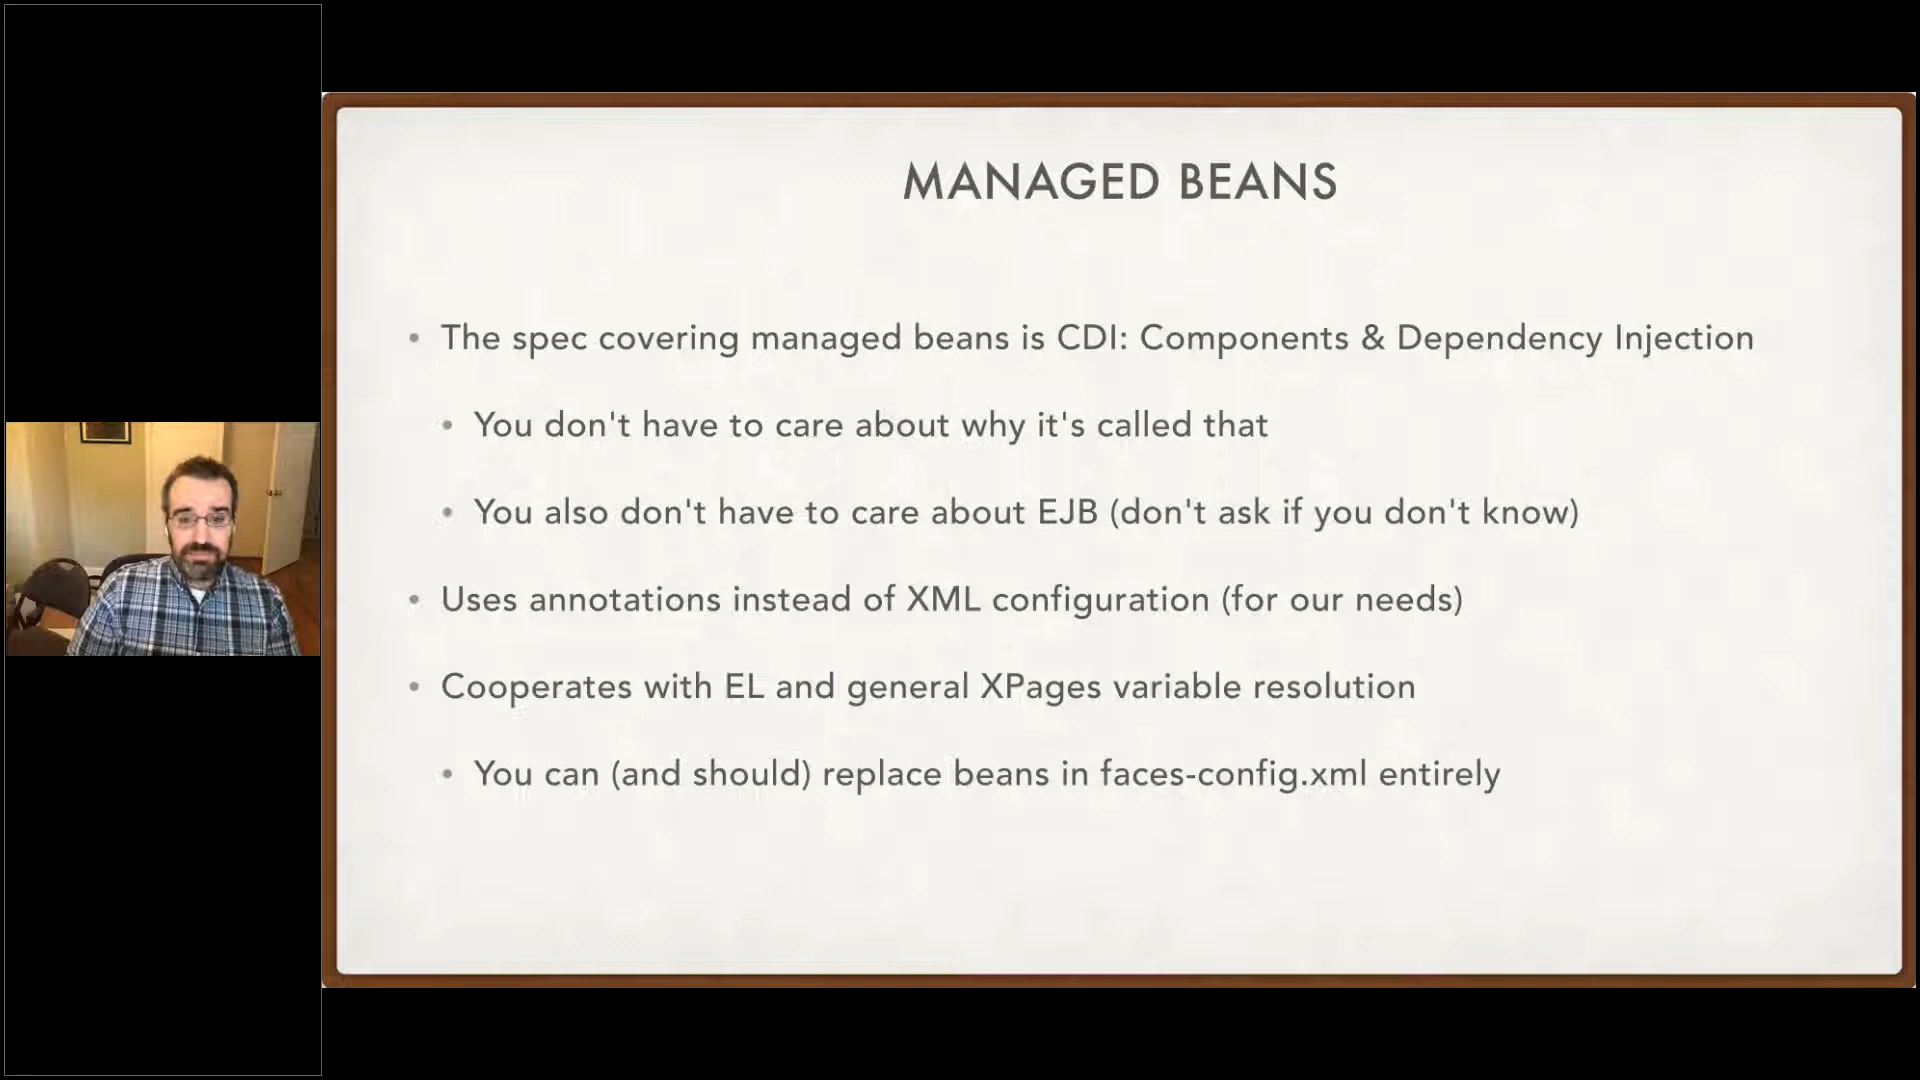 MANAGED BEANS
• The spec covering managed beans is CDI: Components & Dependency Injection
• You don't have to care about why it's called that
• You also don't have to care about EJB (don't ask if you don't know)
• Uses annotations instead of XML configuration (for our needs)
• Cooperates with EL and general XPages variable resolution
• You can (and should) replace beans in faces-config.xml entirely